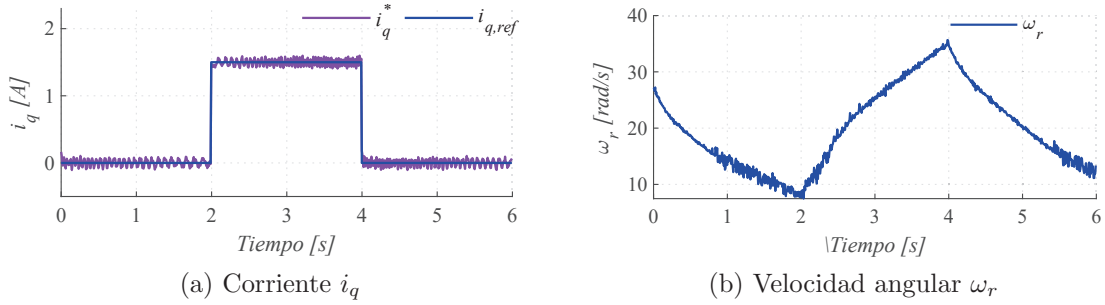 i_q^* i_{q,ref}
2
1
0
i_q [A]
0 1 2 3 4 5 6
Tiempo [s]
(a) Corriente i_q
ω_r
40
30
20
10
ω_r [rad/s]
0 1 2 3 4 5 6
\Tiempo [s]
(b) Velocidad angular ω_r